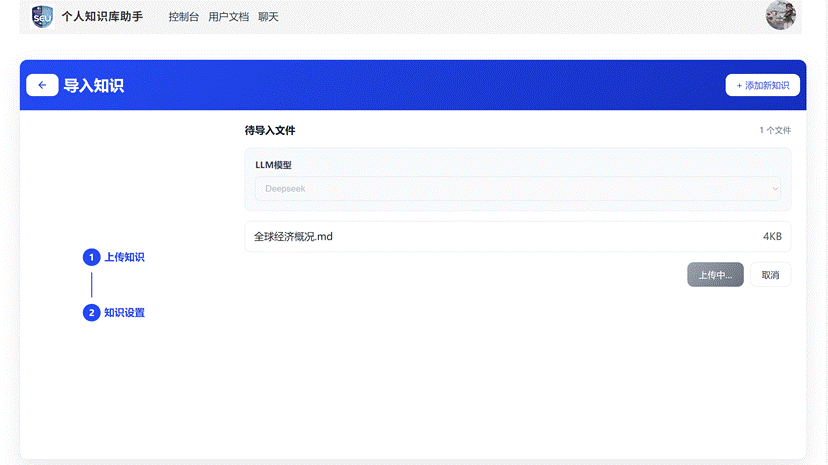 SEU 个人知识库助手 控制台 用户文档 聊天
← 导入知识 + 添加新知识
待导入文件 1 个文件
LLM模型
Deepseek
全球经济概况.md 4KB
上传中... 取消
1 上传知识
2 知识设置